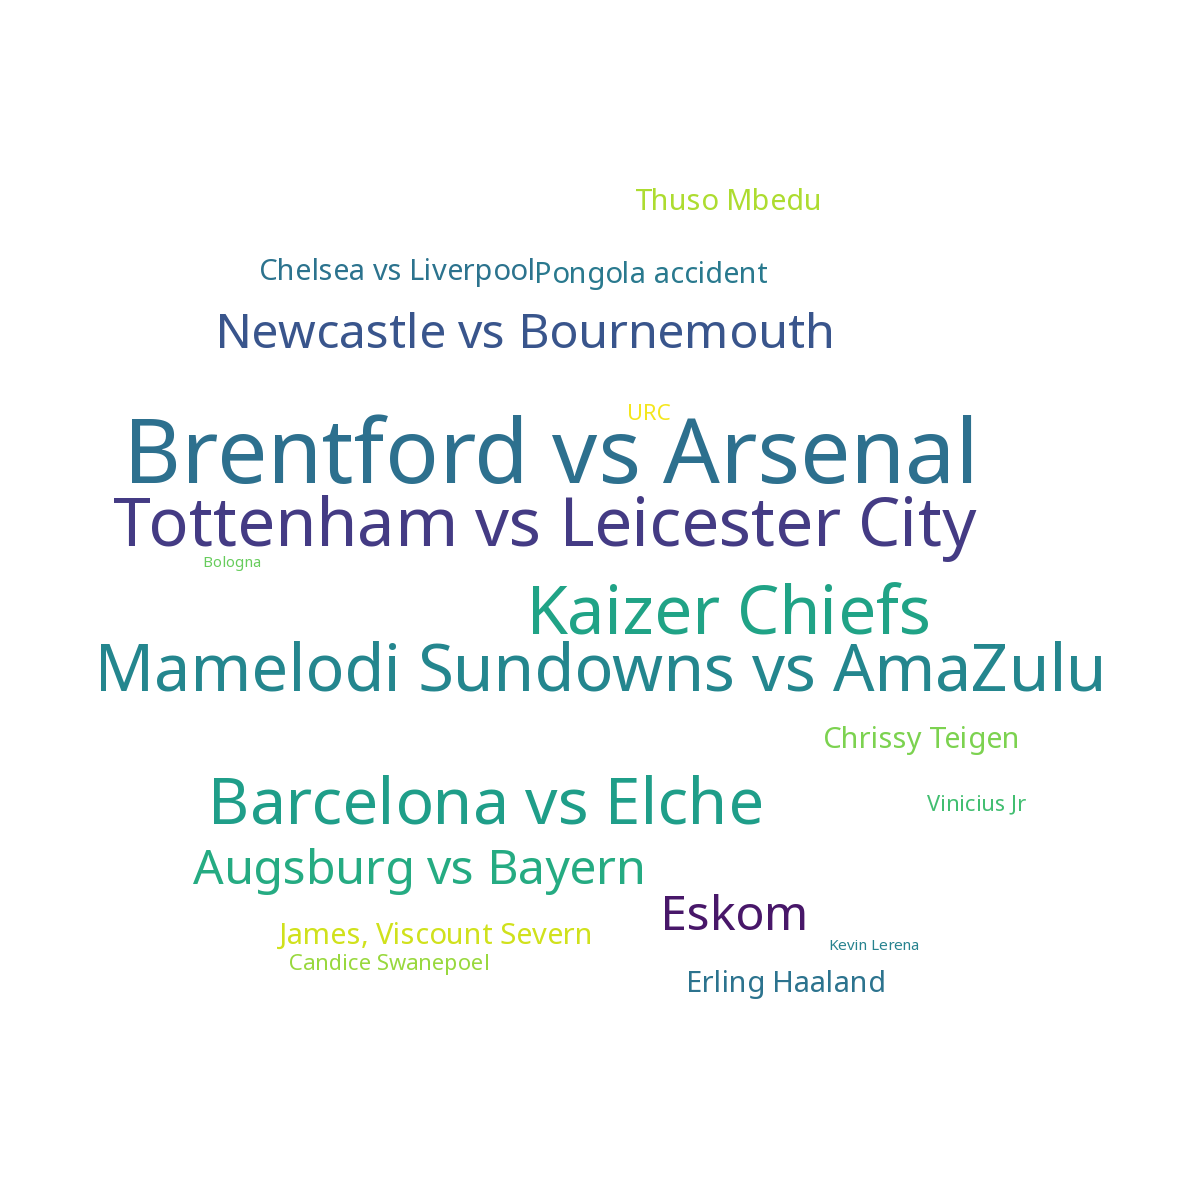 Thuso Mbedu
Chelsea vs Liverpool
Pongola accident
Newcastle vs Bournemouth
URC
Brentford vs Arsenal
Tottenham vs Leicester City
Bologna
Kaizer Chiefs
Mamelodi Sundowns vs AmaZulu
Chrissy Teigen
Barcelona vs Elche
Vinicius Jr
Augsburg vs Bayern
Eskom
James, Viscount Severn
Kevin Lerena
Candice Swanepoel
Erling Haaland